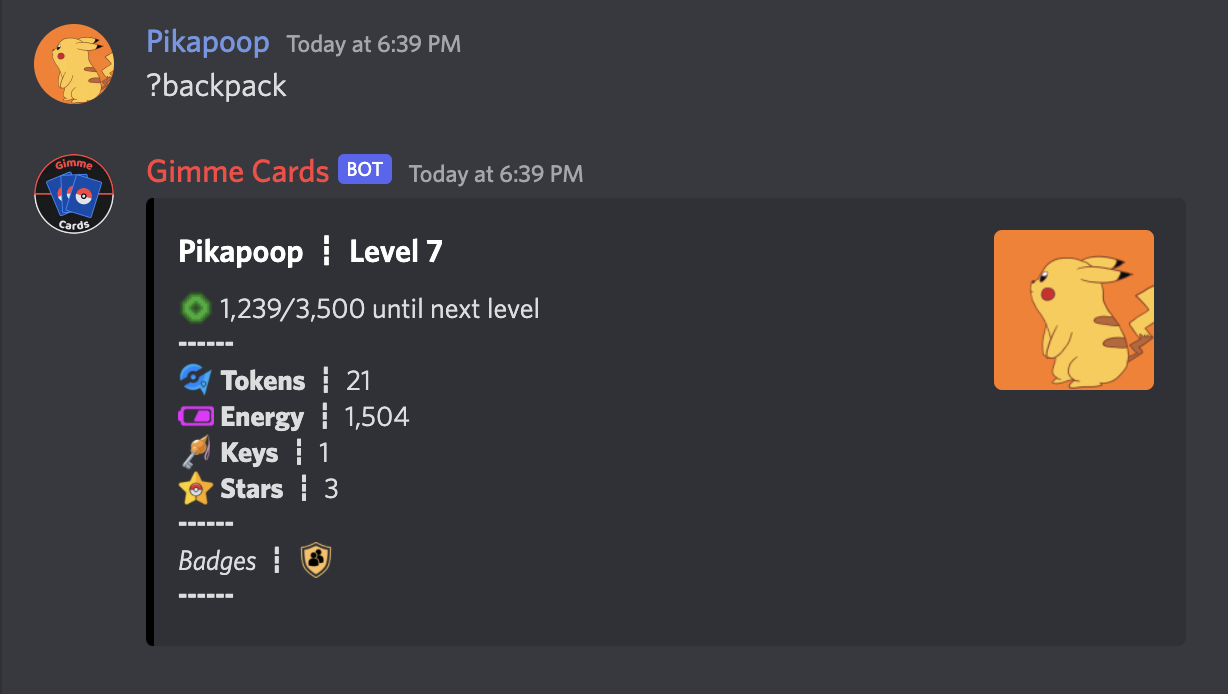 Pikapoop Today at 6:39 PM
?backpack
Gimme
Cards
Gimme Cards BOT Today at 6:39 PM
Pikapoop ┋ Level 7
1,239/3,500 until next level
------
Tokens ┋ 21
Energy ┋ 1,504
Keys ┋ 1
Stars ┋ 3
------
Badges ┋
------